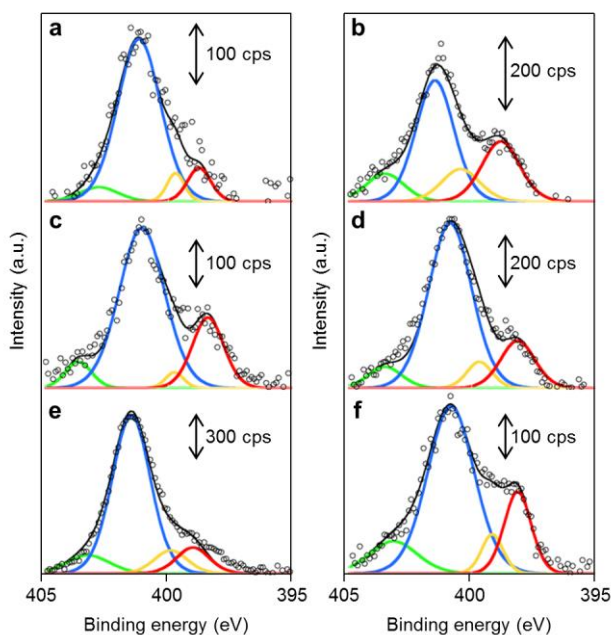 a
100 cps
b
200 cps
c
100 cps
d
200 cps
e
300 cps
f
100 cps
Intensity (a.u.)
Intensity (a.u.)
405 400 395
405 400 395
Binding energy (eV)
Binding energy (eV)